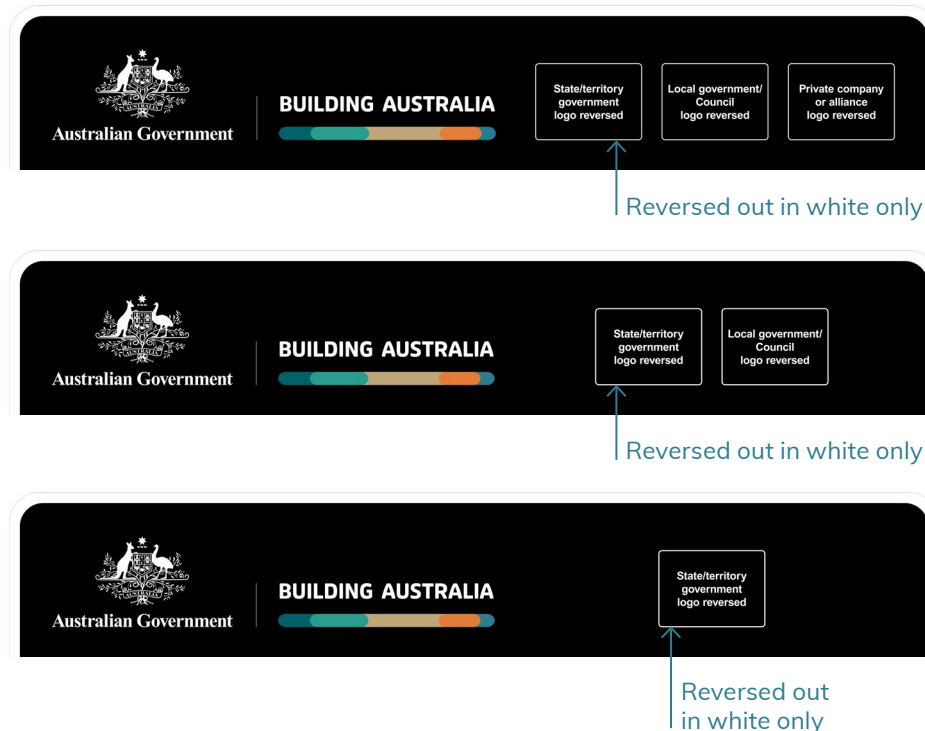 State/territory
government
logo reversed
Local government/
Council
logo reversed
Private company
or alliance
logo reversed
BUILDING AUSTRALIA
AUSTRALIA
Australian Government
Reversed out in white only
State/territory
government
logo reversed
Local government/
Council
logo reversed
BUILDING AUSTRALIA
AUSTRALIA
Australian Government
Reversed out in white only
State/territory
government
logo reversed
BUILDING AUSTRALIA
AUSTRALIA
Australian Government
Reversed out
in white only